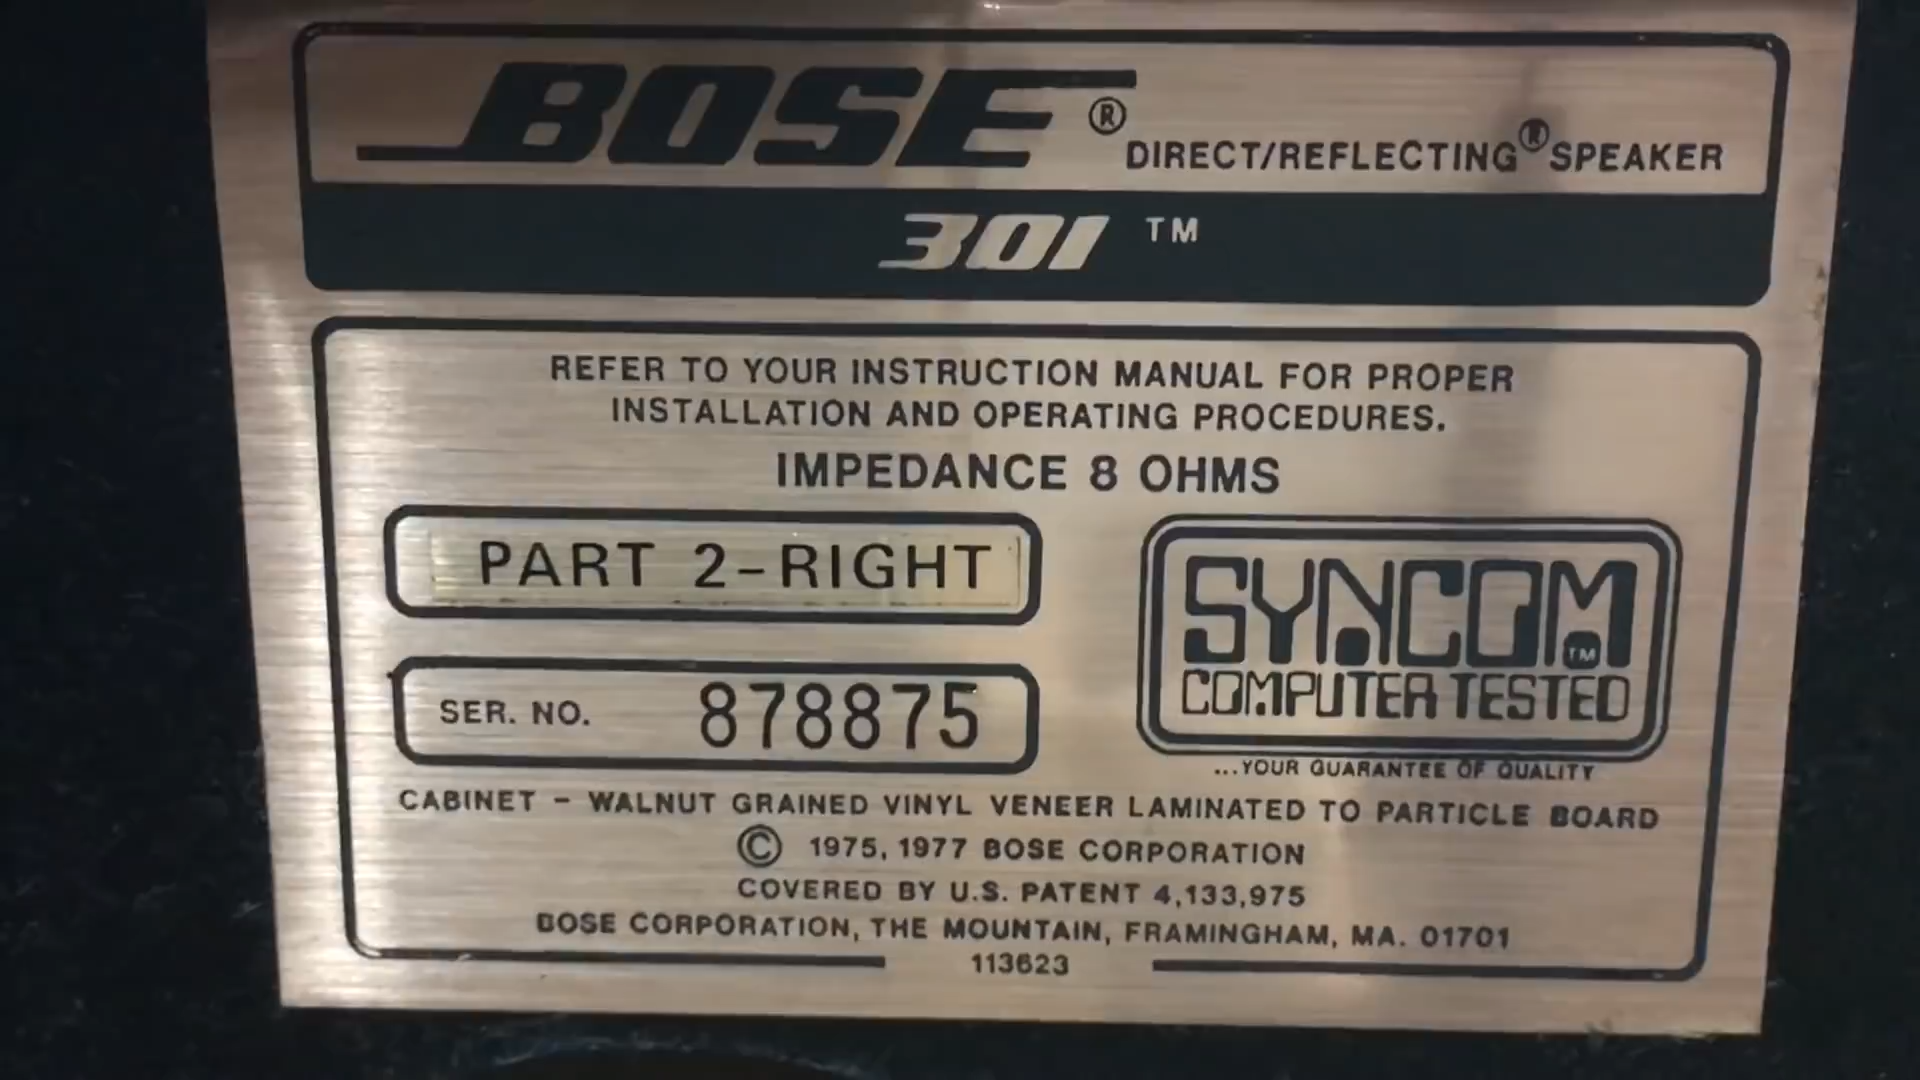 BOSE® DIRECT/REFLECTING® SPEAKER
301 ™
REFER TO YOUR INSTRUCTION MANUAL FOR PROPER
INSTALLATION AND OPERATING PROCEDURES.
IMPEDANCE 8 OHMS
PART 2-RIGHT
SER. NO. 878875
SYNCOM™
COMPUTER TESTED
...YOUR GUARANTEE OF QUALITY
CABINET - WALNUT GRAINED VINYL VENEER LAMINATED TO PARTICLE BOARD
© 1975, 1977 BOSE CORPORATION
COVERED BY U.S. PATENT 4,133,975
BOSE CORPORATION, THE MOUNTAIN, FRAMINGHAM, MA. 01701
113623